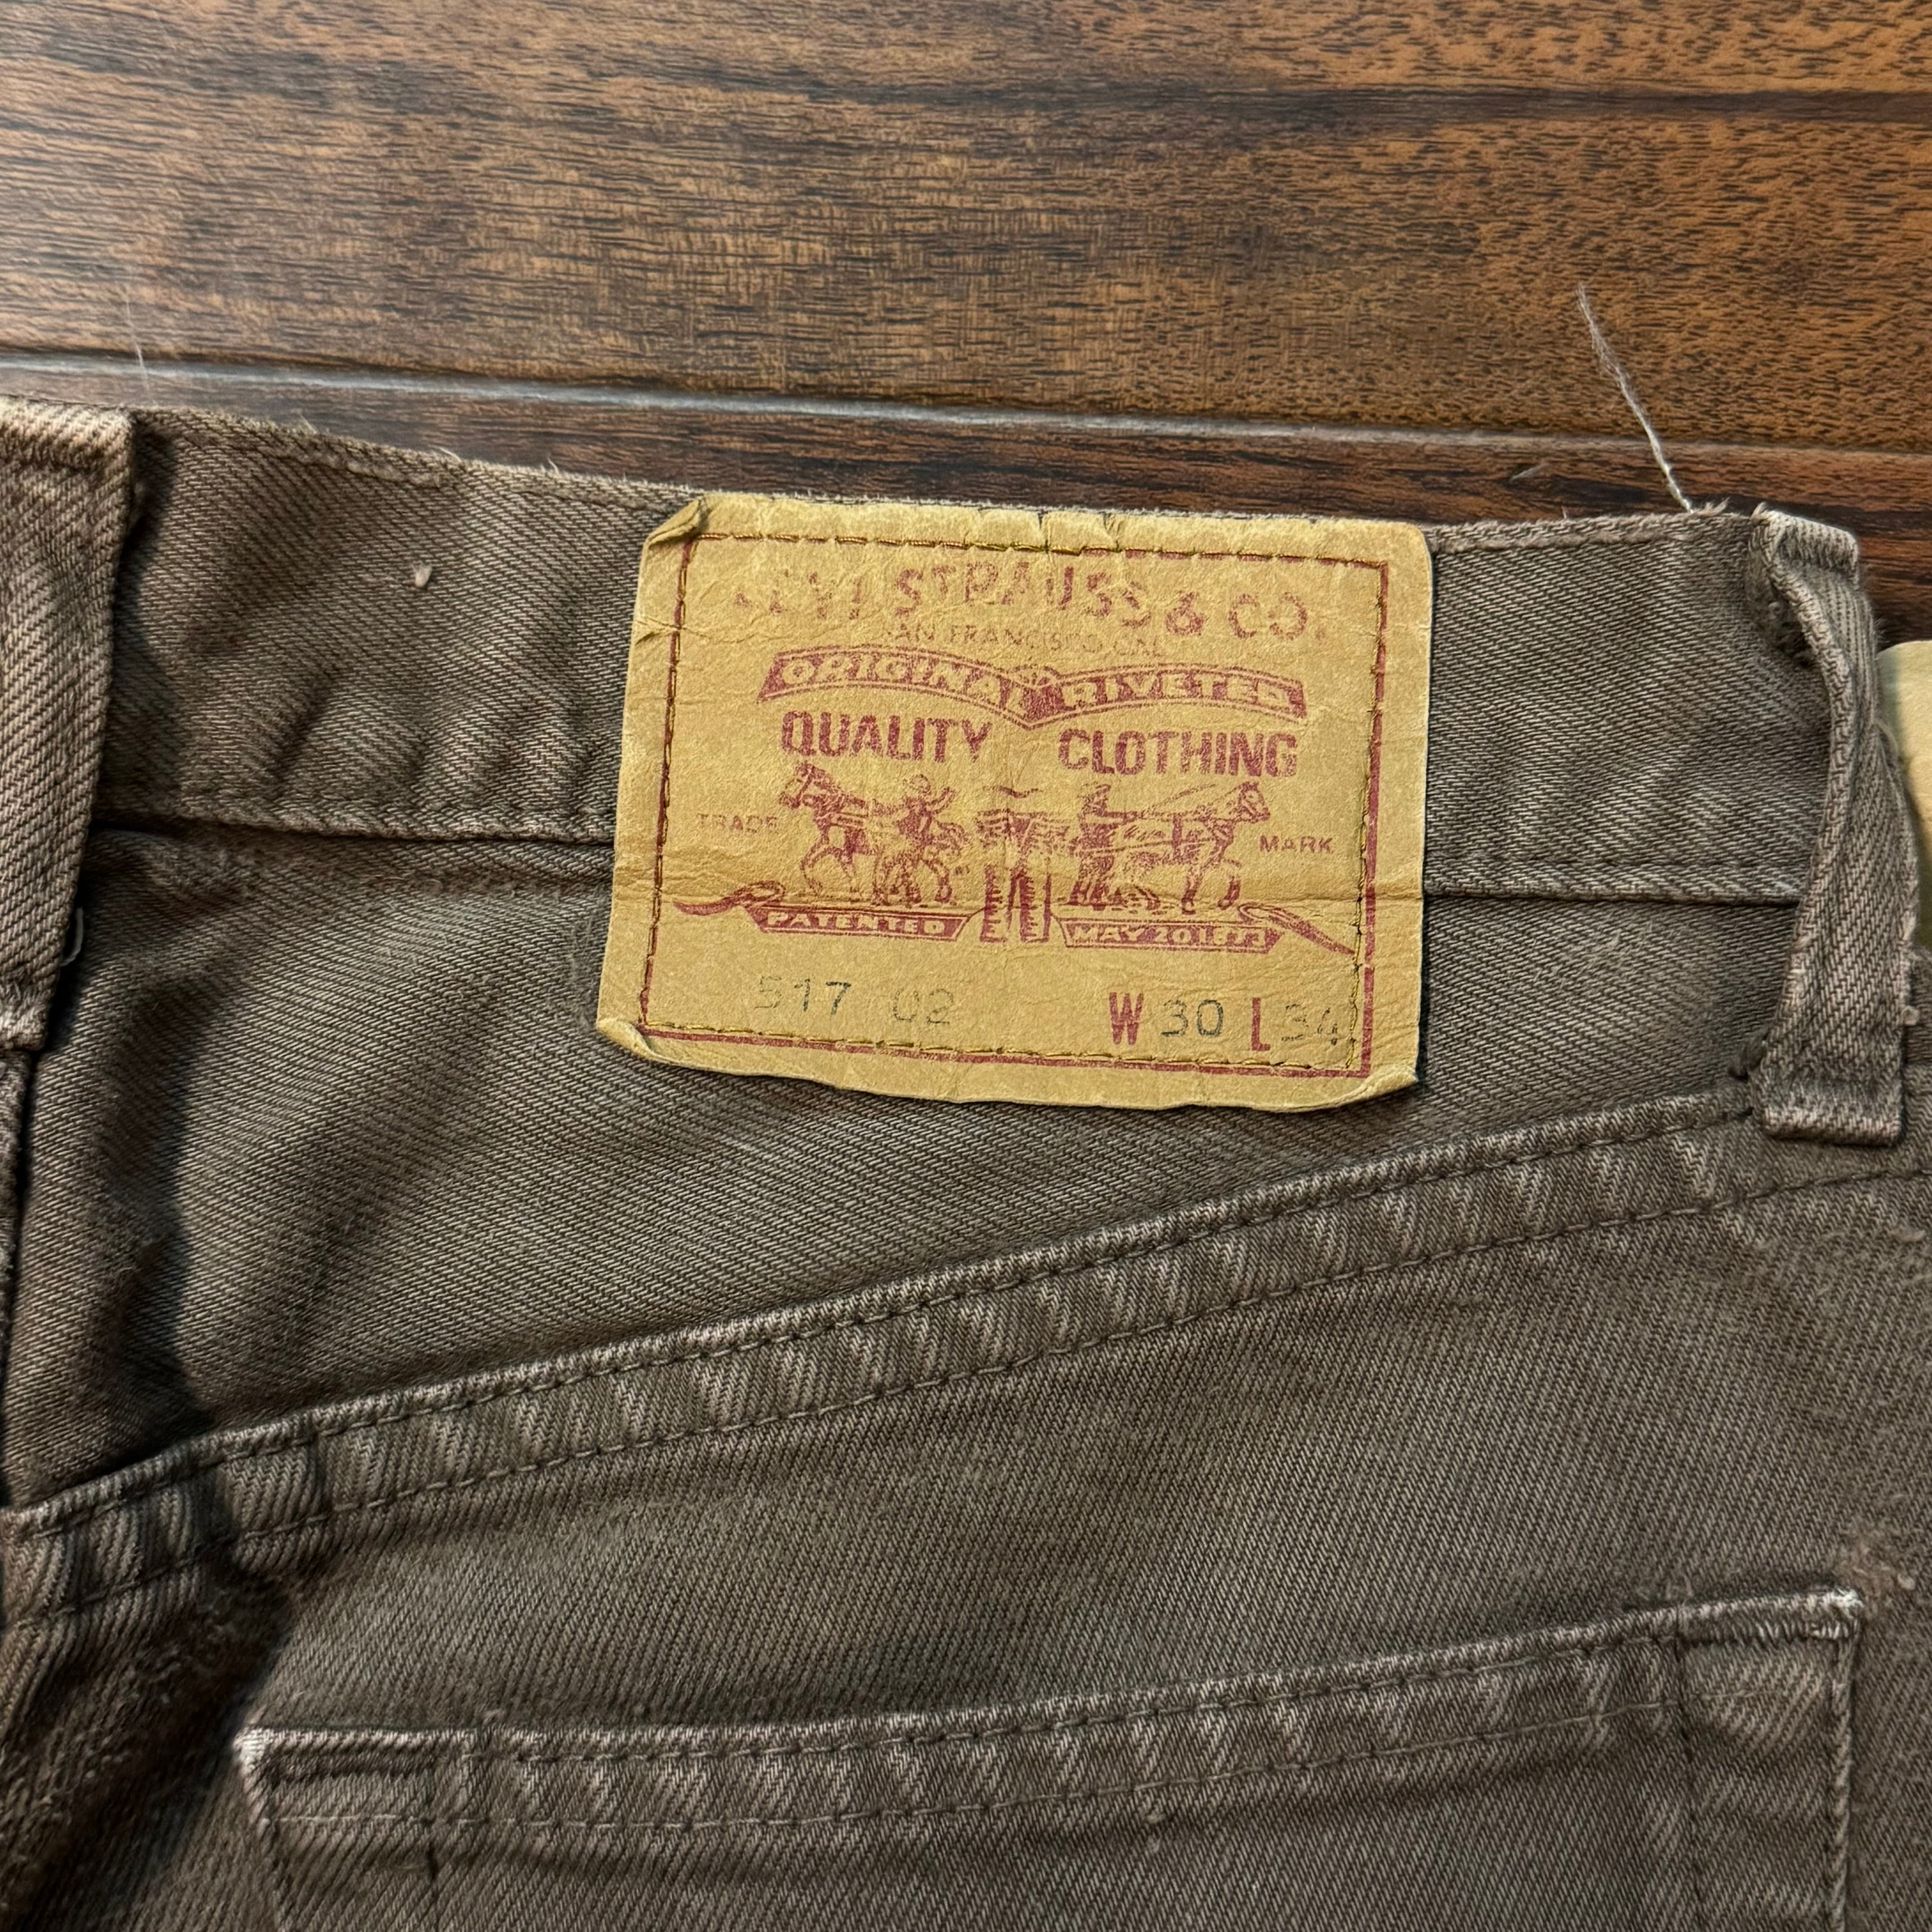 LEVI STRAUSS & CO.
SAN FRANCISCO CAL
ORIGINAL RIVETED
QUALITY CLOTHING
TRADE MARK
PATENTED MAY 20 1873
517 02 W 30 L 34